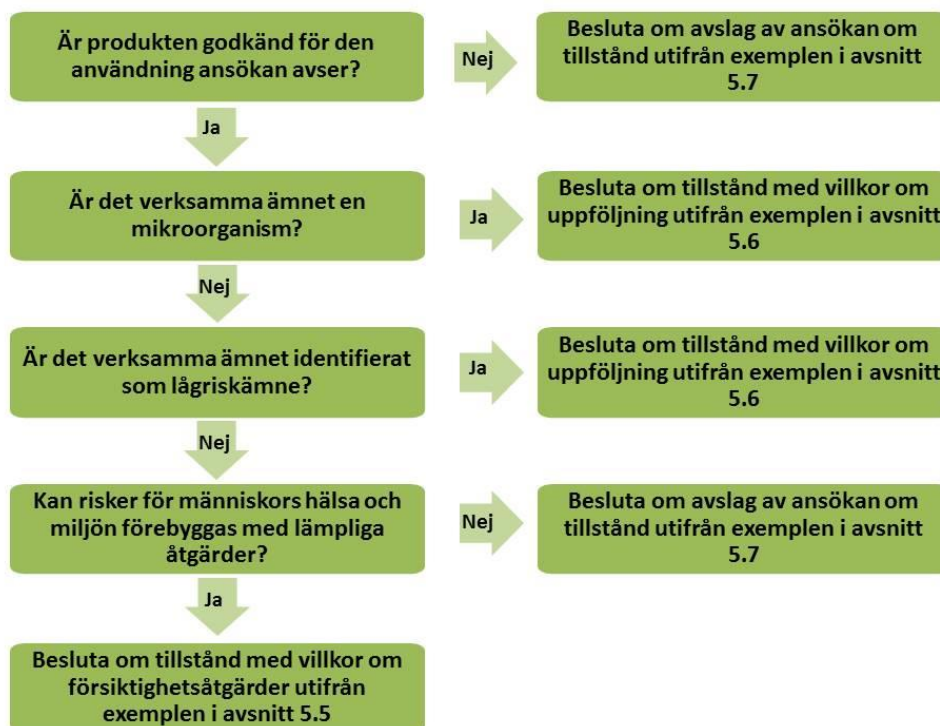 Är produkten godkänd för den
användning ansökan avser?
Nej
Besluta om avslag av ansökan om
tillstånd utifrån exemplen i avsnitt
5.7
Ja
Är det verksamma ämnet en
mikroorganism?
Ja
Besluta om tillstånd med villkor om
uppföljning utifrån exemplen i avsnitt
5.6
Nej
Är det verksamma ämnet identifierat
som lågriskämne?
Ja
Besluta om tillstånd med villkor om
uppföljning utifrån exemplen i avsnitt
5.6
Nej
Kan risker för människors hälsa och
miljön förebyggas med lämpliga
åtgärder?
Nej
Besluta om avslag av ansökan om
tillstånd utifrån exemplen i avsnitt
5.7
Ja
Besluta om tillstånd med villkor om
försiktighetsåtgärder utifrån
exemplen i avsnitt 5.5